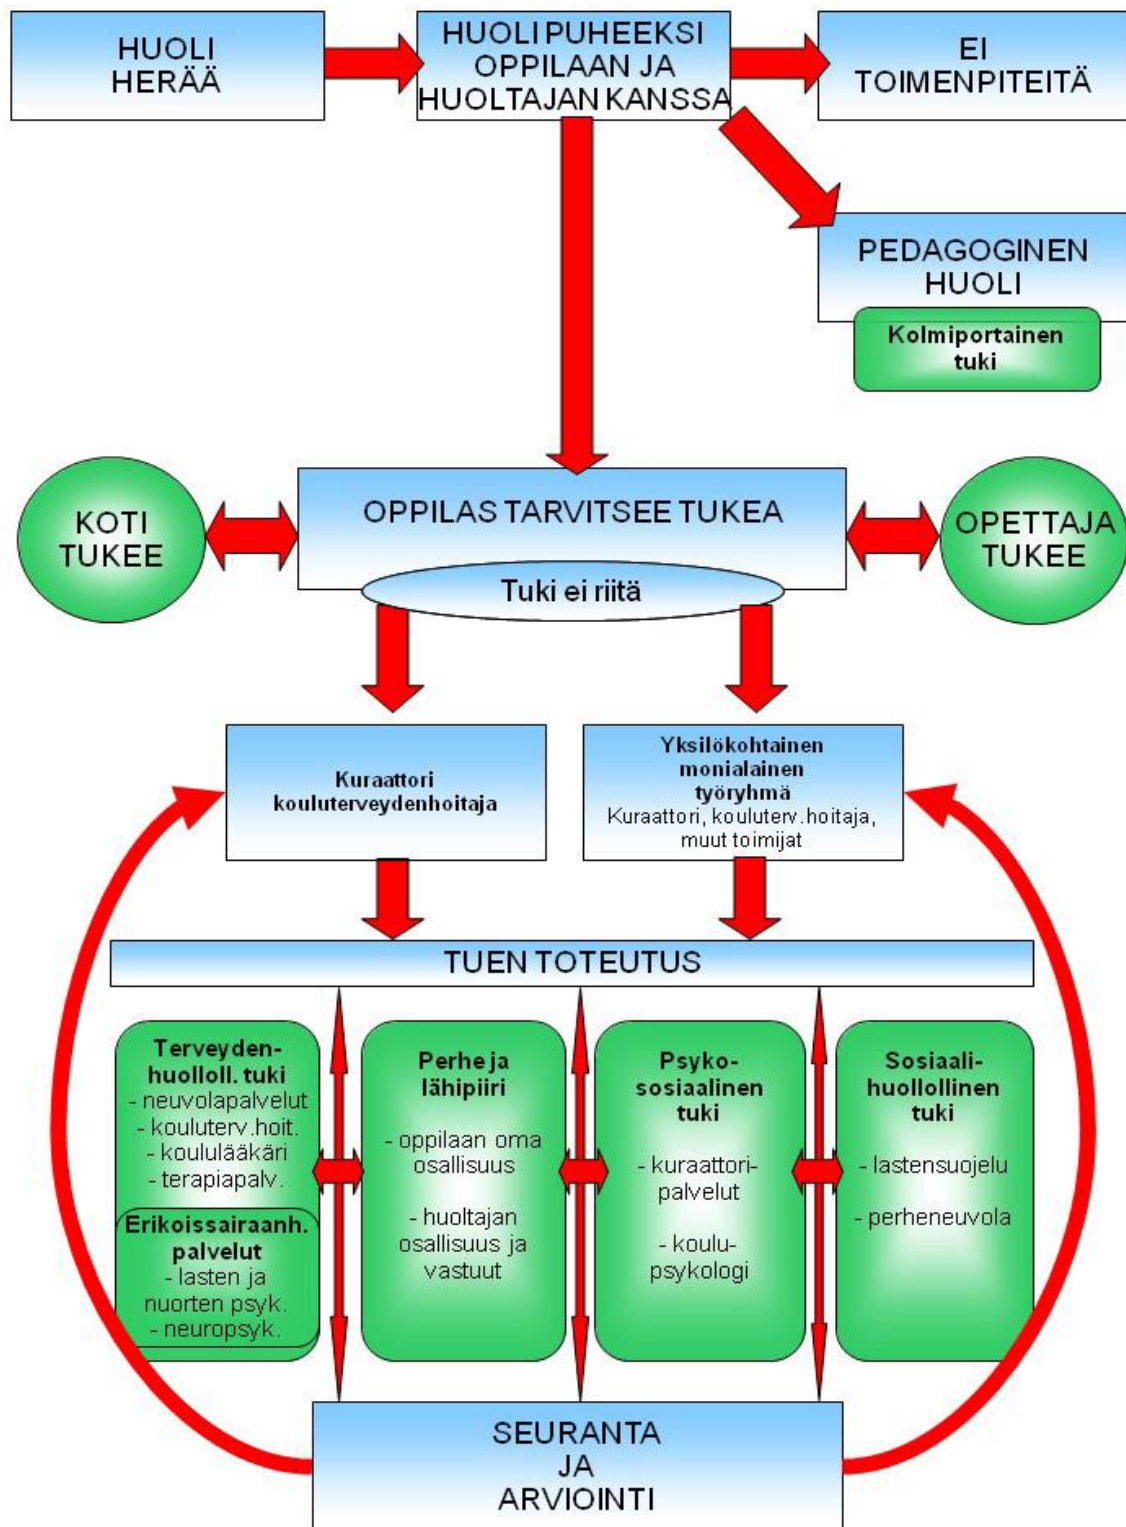 HUOLI
HERÄÄ
HUOLI PUHEEKSI
OPPILAAN JA
HUOLTAJAN KANSSA
EI
TOIMENPITEITÄ
PEDAGOGINEN
HUOLI
Kolmiportainen
tuki
KOTI
TUKEE
OPPILAS TARVITSEE TUKEA
OPETTAJA
TUKEE
Tuki ei riitä
Kuraattori
kouluterveydenhoitaja
Yksilökohtainen
monialainen
työryhmä
Kuraattori, kouluterv.hoitaja,
muut toimijat
TUEN TOTEUTUS
Terveyden-
huolloll. tuki
- neuvolapalvelut
- kouluterv.hoit.
- koululääkäri
- terapiapalv.
Erikoissairaanh.
palvelut
- lasten ja
nuorten psyk.
- neuropsyk.
Perhe ja
lähipiiri
- oppilaan oma
osallisuus
- huoltajan
osallisuus ja
vastuut
Psyko-
sosiaalinen
tuki
- kuraattori-
palvelut
- koulu-
psykologi
Sosiaali-
huollollinen
tuki
- lastensuojelu
- perheneuvola
SEURANTA
JA
ARVIOINTI